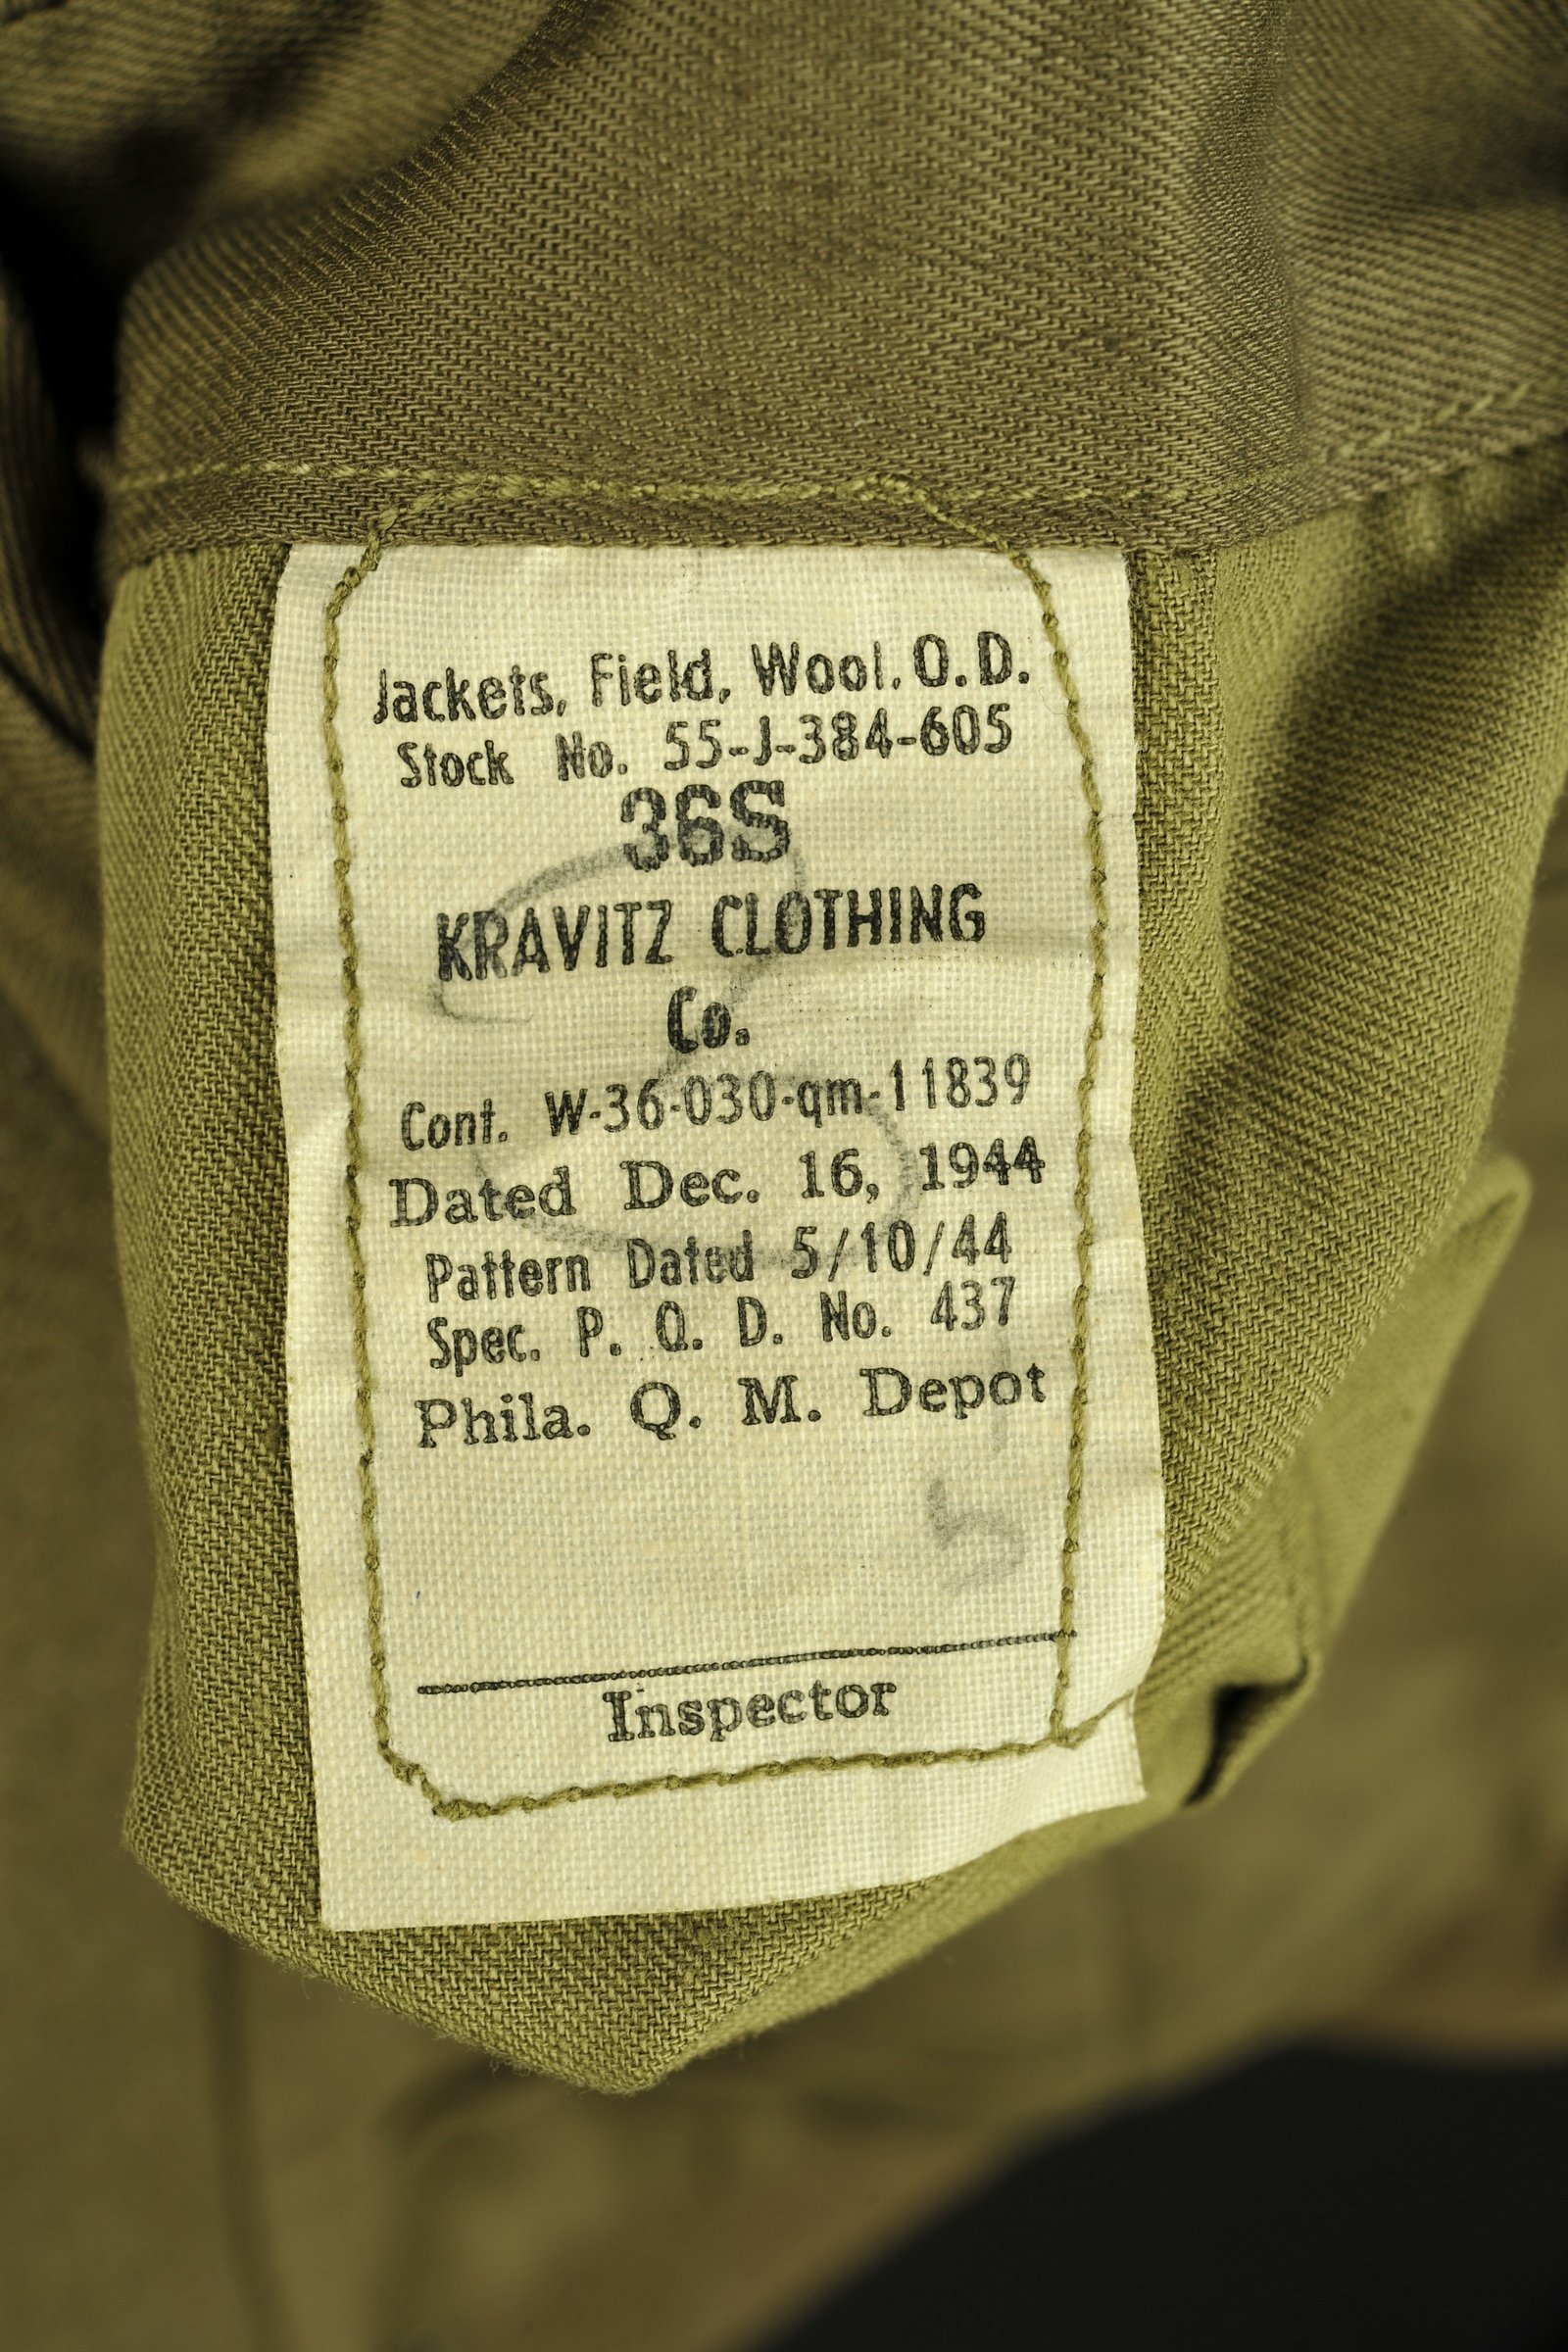 Jackets, Field, Wool, O.D.
Stock No. 55-J-384-605
36S
KRAVITZ CLOTHING
Co.
Cont. W-36-030-qm-11839
Dated Dec. 16, 1944
Pattern Dated 5/10/44
Spec. P. Q. D. No. 437
Phila. Q. M. Depot
Inspector